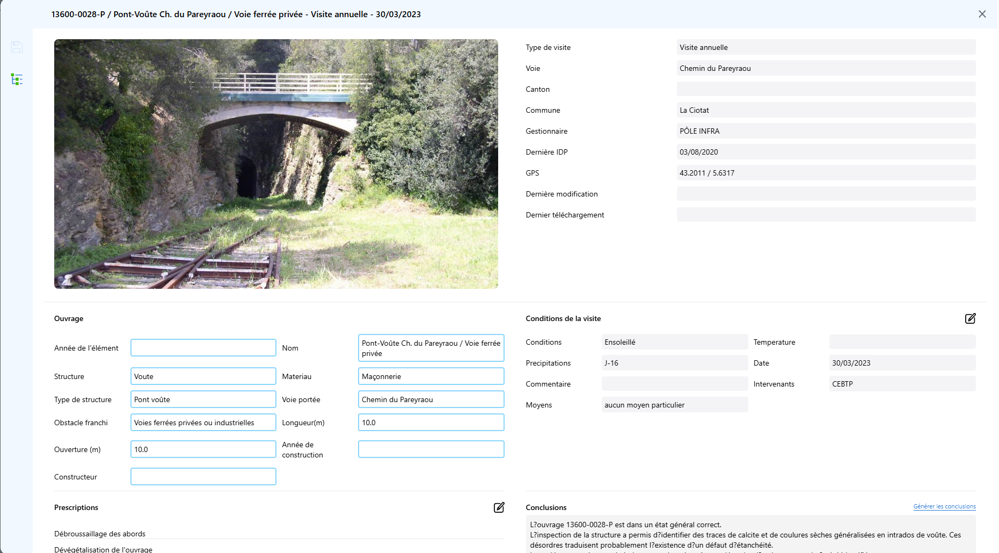 13600-0028-P / Pont-Voûte Ch. du Pareyraou / Voie ferrée privée - Visite annuelle - 30/03/2023
Type de visite Visite annuelle
Voie Chemin du Pareyraou
Canton
Commune La Ciotat
Gestionnaire PÔLE INFRA
Dernière IDP 03/08/2020
GPS 43.2011 / 5.6317
Dernière modification
Dernier téléchargement
Ouvrage
Année de l'élément Nom Pont-Voûte Ch. du Pareyraou / Voie ferrée
privée
Structure Voute Materiau Maçonnerie
Type de structure Pont voûte Voie portée Chemin du Pareyraou
Obstacle franchi Voies ferrées privées ou industrielles Longueur(m) 10.0
Ouverture (m) 10.0 Année de
construction
Constructeur
Conditions de la visite
Conditions Ensoleillé Temperature
Precipitations J-16 Date 30/03/2023
Commentaire Intervenants CEBTP
Moyens aucun moyen particulier
Prescriptions
Débroussaillage des abords
Dévégétalisation de l'ouvrage
Conclusions Générer les conclusions
L?ouvrage 13600-0028-P est dans un état général correct.
L?inspection de la structure a permis d?identifier des traces de calcite et de coulures sèches généralisées en intrados de voûte. Ces
désordres traduisent probablement l?existence d?un défaut d?étanchéité.